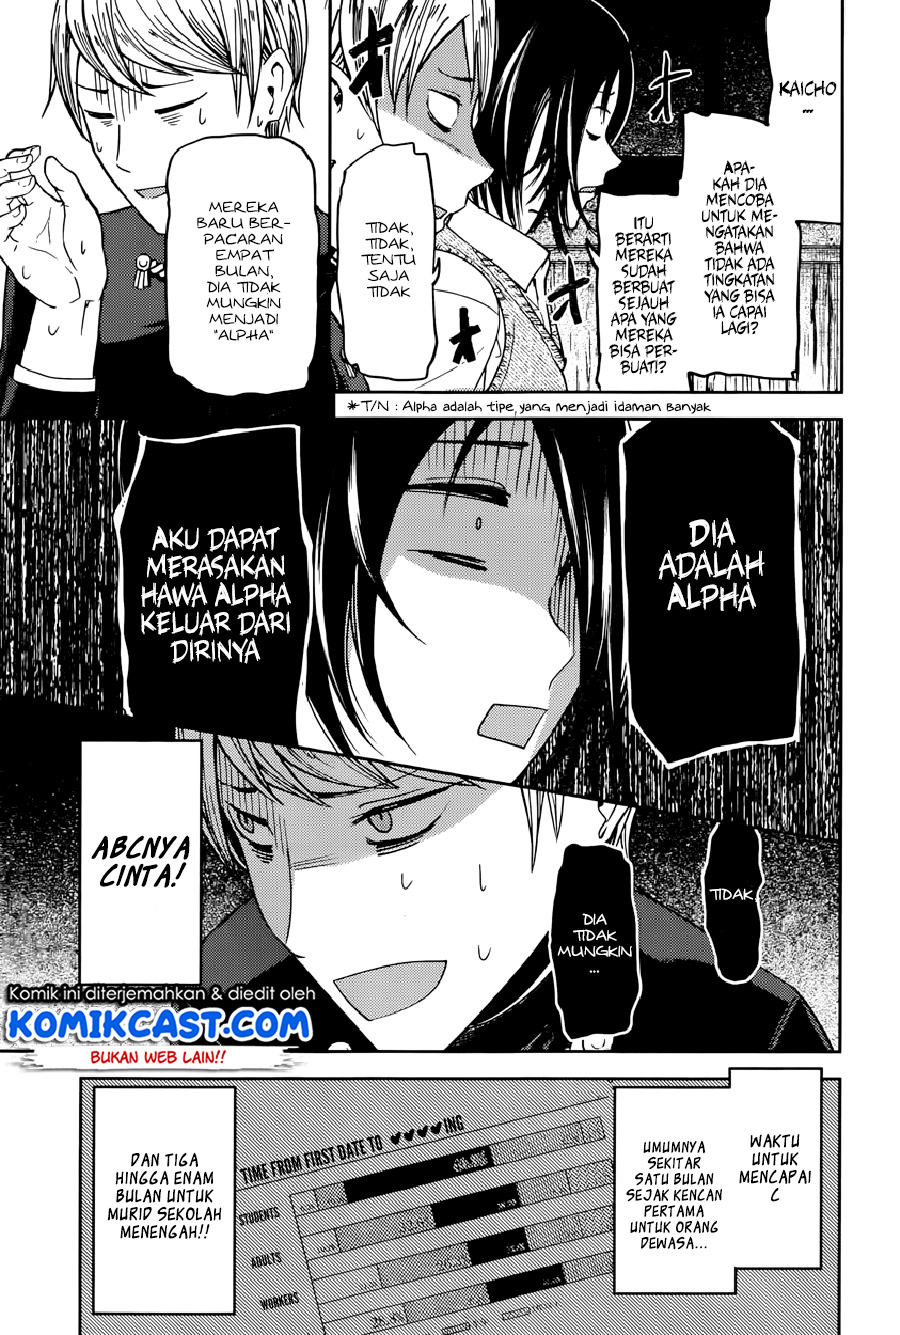 KAICHO
...
APA-
KAH DIA
MENCOBA
UNTUK ME-
NGATAKAN
BAHWA
TIDAK ADA
TINGKATAN
YANG BISA
IA CAPAI
LAGI?
ITU
BERARTI
MEREKA
SUDAH
BERBUAT
SEJAUH
APA YANG
MEREKA
BISA PER-
BUAT!?
TIDAK,
TIDAK,
TENTU
SAJA
TIDAK
MEREKA
BARU BER-
PACARAN
EMPAT
BULAN,
DIA TIDAK
MUNGKIN
MENJADI
"ALPHA"
*T/N : Alpha adalah tipe yang menjadi idaman banyak
DIA
ADALAH
ALPHA
AKU DAPAT
MERASAKAN
HAWA ALPHA
KELUAR DARI
DIRINYA
TIDAK
DIA
TIDAK
MUNGKIN
...
ABCNYA
CINTA!
Komik ini diterjemahkan & diedit oleh
KOMIKCAST.COM
BUKAN WEB LAIN!!
WAKTU
UNTUK
MENCAPAI
C
UMUMNYA
SEKITAR
SATU BULAN
SEJAK KENCAN
PERTAMA
UNTUK ORANG
DEWASA...
TIME FROM FIRST DATE TO ♥♥♥♥ING
STUDENTS
ADULTS
WORKERS
DAN TIGA
HINGGA ENAM
BULAN UNTUK
MURID SEKOLAH
MENENGAH!!